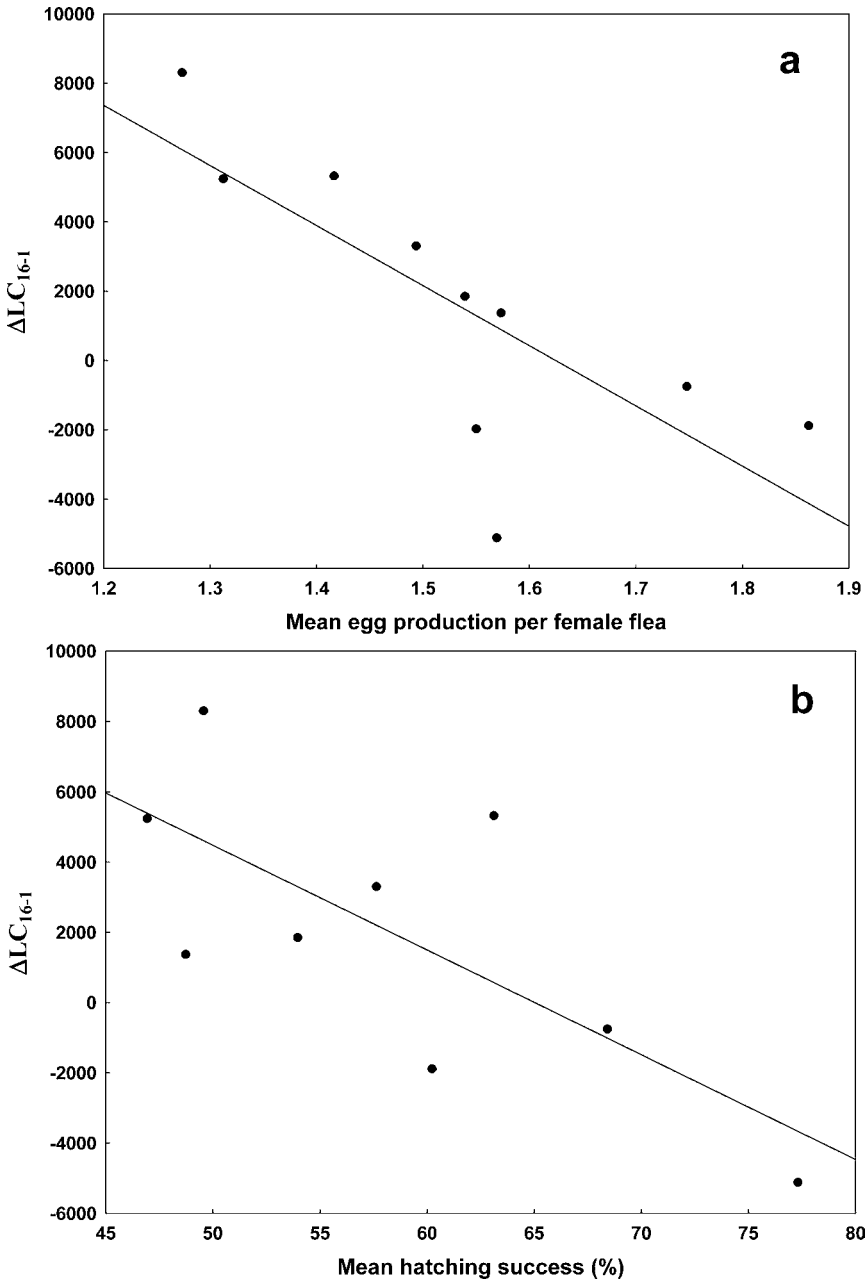 a
10000
8000
6000
4000
2000
0
-2000
-4000
-6000
ΔLC16-1
1.2 1.3 1.4 1.5 1.6 1.7 1.8 1.9
Mean egg production per female flea
b
10000
8000
6000
4000
2000
0
-2000
-4000
-6000
ΔLC16-1
45 50 55 60 65 70 75 80
Mean hatching success (%)